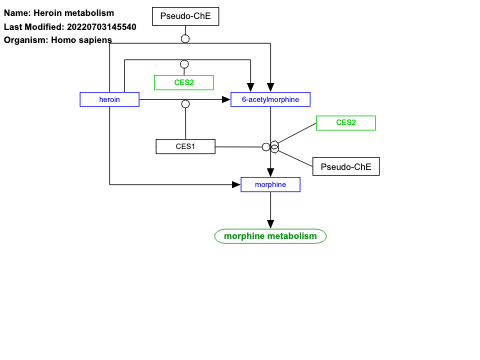 Name: Heroin metabolism
Last Modified: 20220703145540
Organism: Homo sapiens
Pseudo-ChE
CES2
heroin
6-acetylmorphine
CES2
CES1
Pseudo-ChE
morphine
morphine metabolism